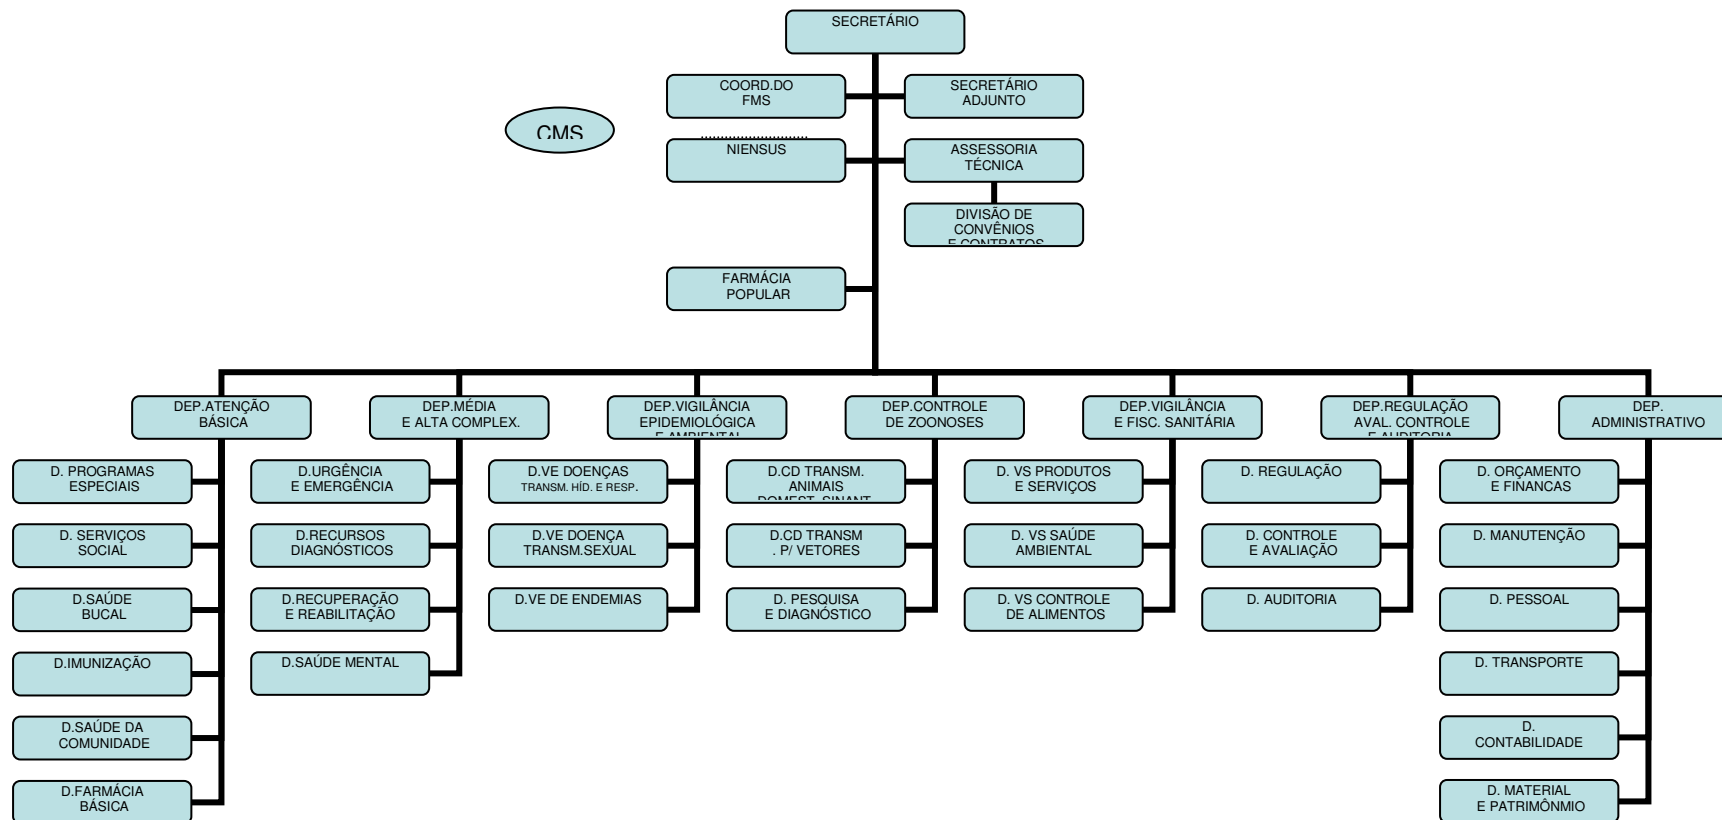 SECRETÁRIO
COORD.DO
FMS
SECRETÁRIO
ADJUNTO
CMS
NIENSUS
ASSESSORIA
TÉCNICA
DIVISÃO DE
CONVÊNIOS
E CONTRATOS
FARMÁCIA
POPULAR
DEP.ATENÇÃO
BÁSICA
DEP.MÉDIA
E ALTA COMPLEX.
DEP.VIGILÂNCIA
EPIDEMIOLÓGICA
E AMBIENTAL
DEP.CONTROLE
DE ZOONOSES
DEP.VIGILÂNCIA
E FISC. SANITÁRIA
DEP.REGULAÇÃO
AVAL. CONTROLE
E AUDITORIA
DEP.
ADMINISTRATIVO
D. PROGRAMAS
ESPECIAIS
D.URGÊNCIA
E EMERGÊNCIA
D.VE DOENÇAS
TRANSM. HÍD. E RESP.
D.CD TRANSM.
ANIMAIS
DOMEST. SINANT.
D. VS PRODUTOS
E SERVIÇOS
D. REGULAÇÃO
D. ORÇAMENTO
E FINANCAS
D. SERVIÇOS
SOCIAL
D.RECURSOS
DIAGNÓSTICOS
D.VE DOENÇA
TRANSM.SEXUAL
D.CD TRANSM
. P/ VETORES
D. VS SAÚDE
AMBIENTAL
D. CONTROLE
E AVALIAÇÃO
D. MANUTENÇÃO
D.SAÚDE
BUCAL
D.RECUPERAÇÃO
E REABILITAÇÃO
D.VE DE ENDEMIAS
D. PESQUISA
E DIAGNÓSTICO
D. VS CONTROLE
DE ALIMENTOS
D. AUDITORIA
D. PESSOAL
D.IMUNIZAÇÃO
D.SAÚDE MENTAL
D. TRANSPORTE
D.SAÚDE DA
COMUNIDADE
D.
CONTABILIDADE
D.FARMÁCIA
BÁSICA
D. MATERIAL
E PATRIMÔNMIO